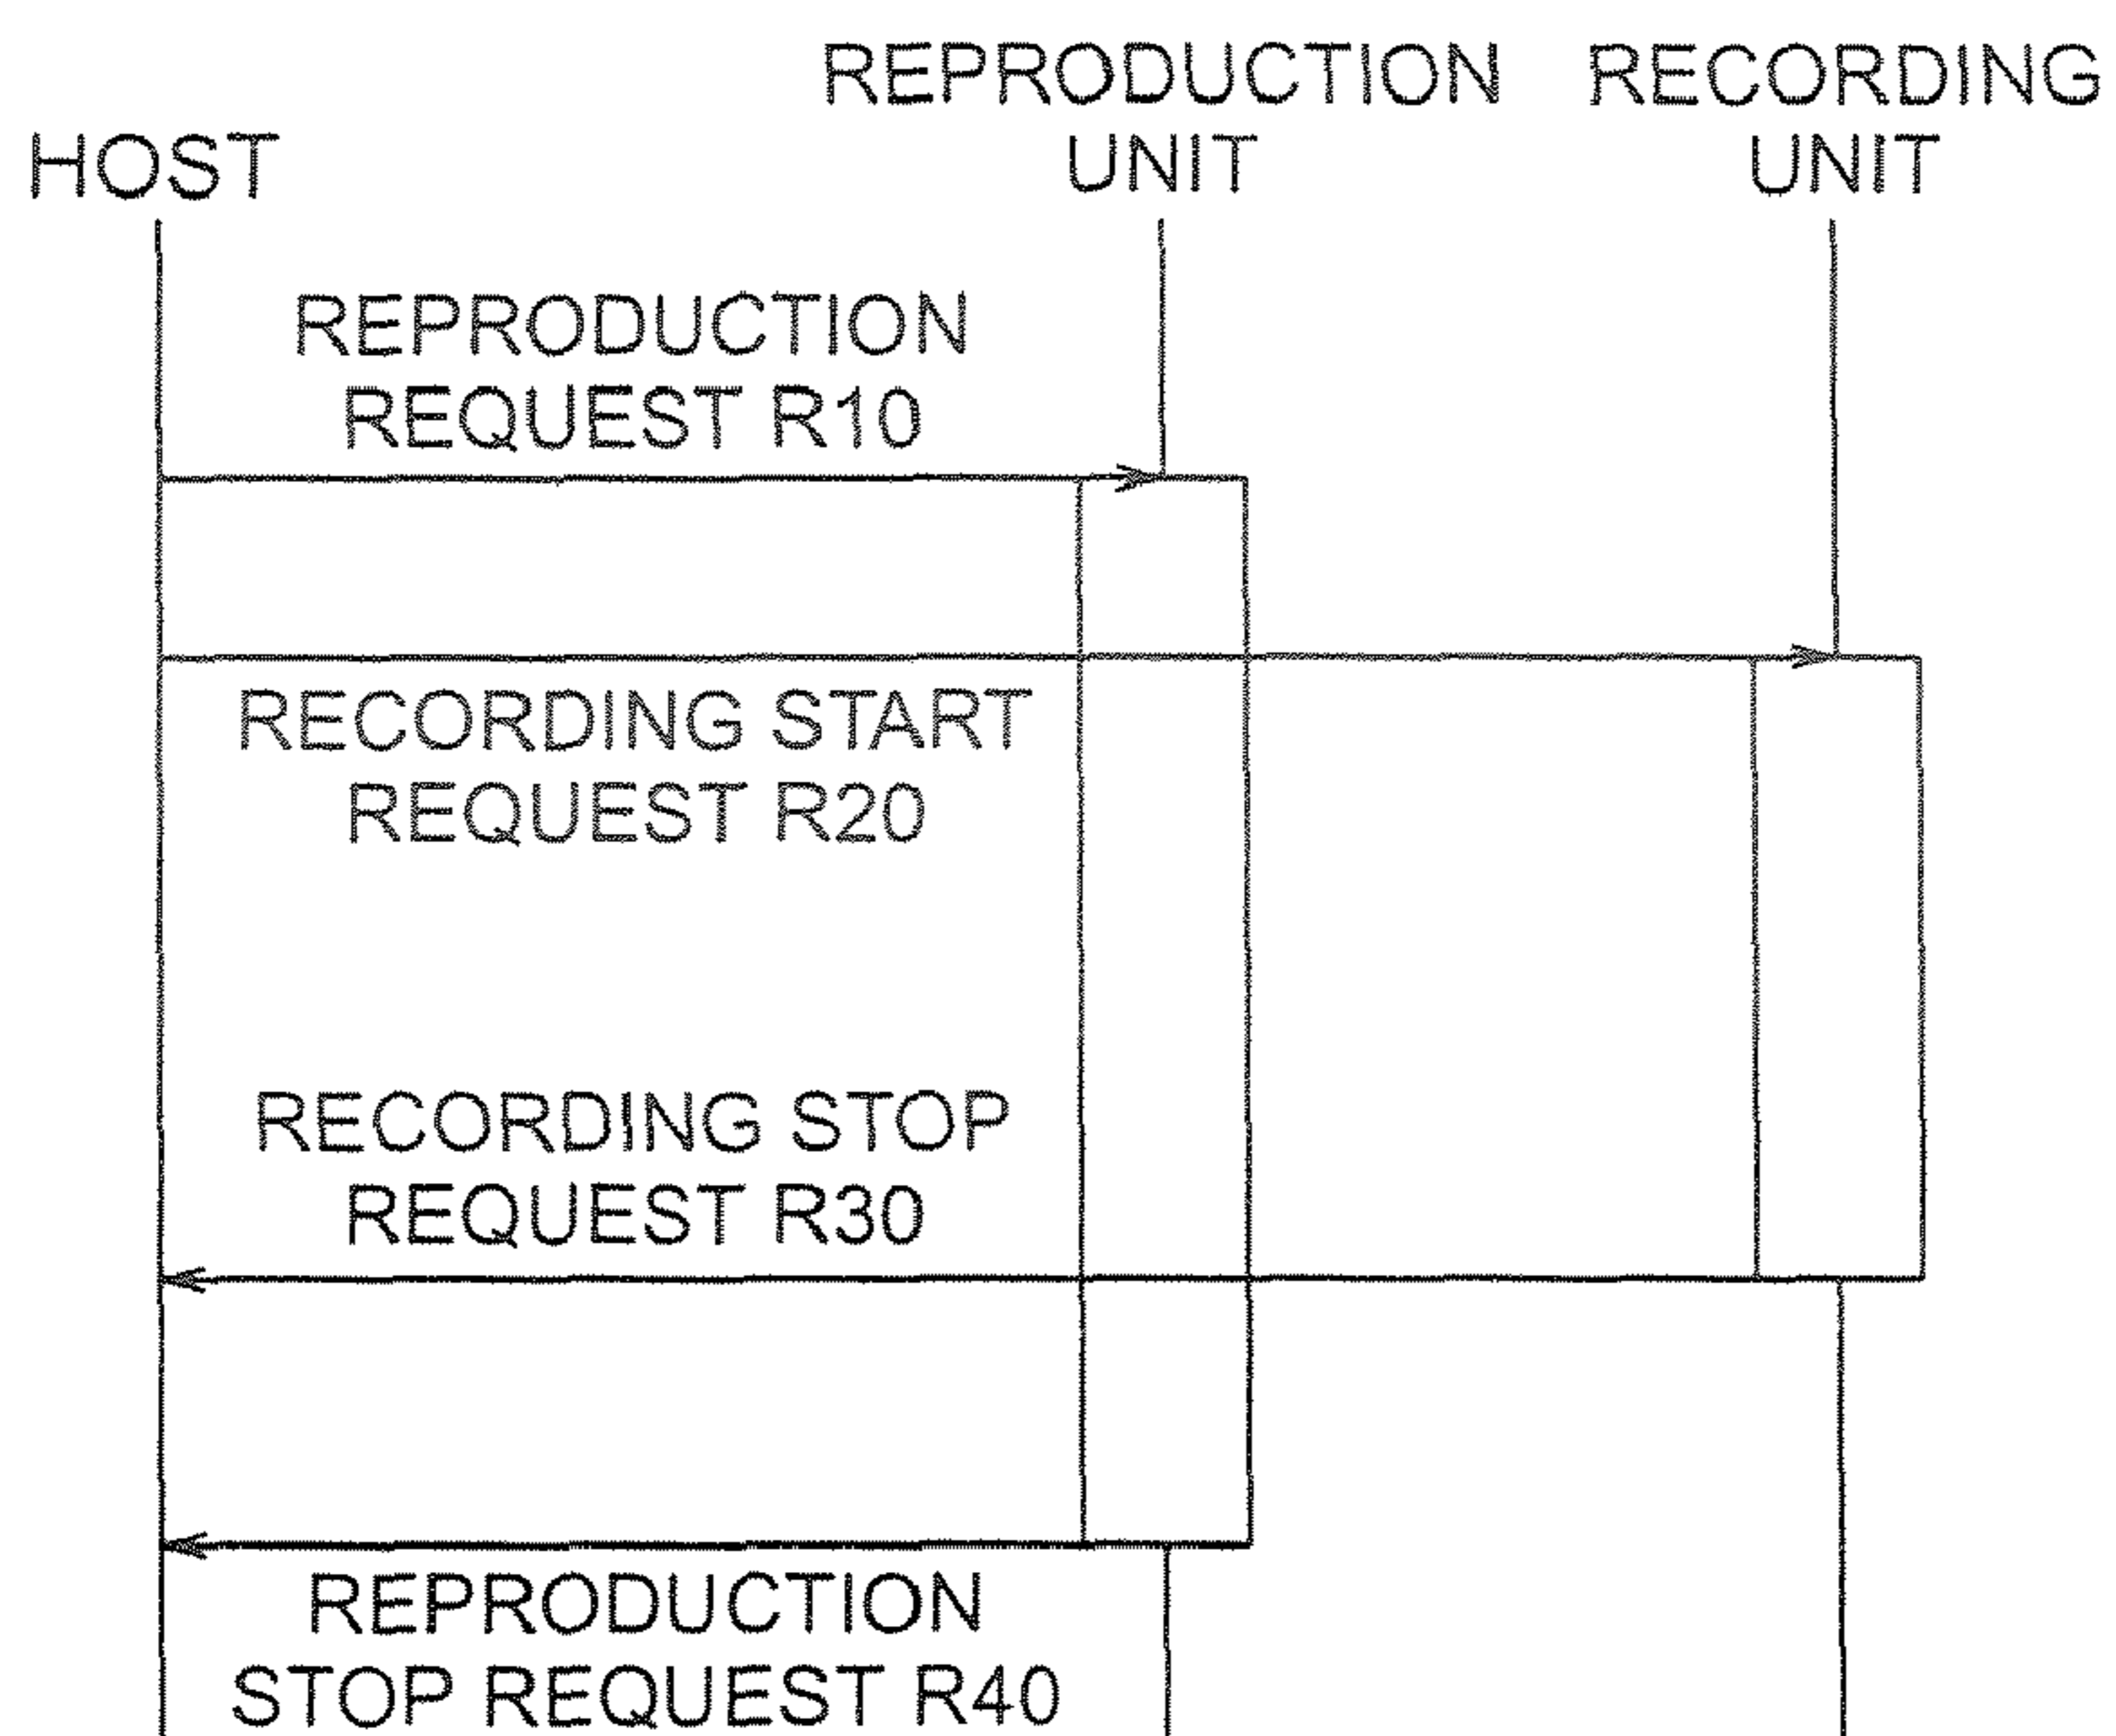 REPRODUCTION RECORDING
HOST UNIT UNIT
REPRODUCTION
REQUEST R10
RECORDING START
REQUEST R20
RECORDING STOP
REQUEST R30
REPRODUCTION
STOP REQUEST R40